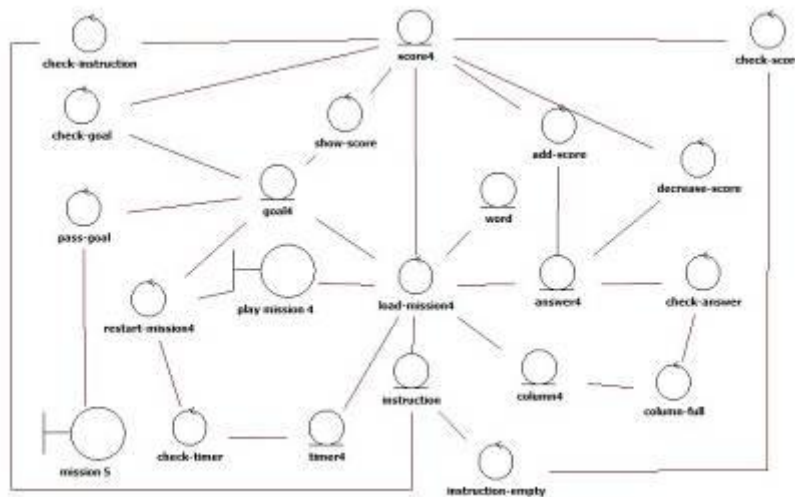 check-instruction
score4
check-score
check-goal
show-score
add-score
decrease-score
goal4
word
pass-goal
play mission 4
load-mission4
answer4
check-answer
restart-mission4
instruction
column4
colume-full
mission 5
check-timer
timer4
instruction-empty